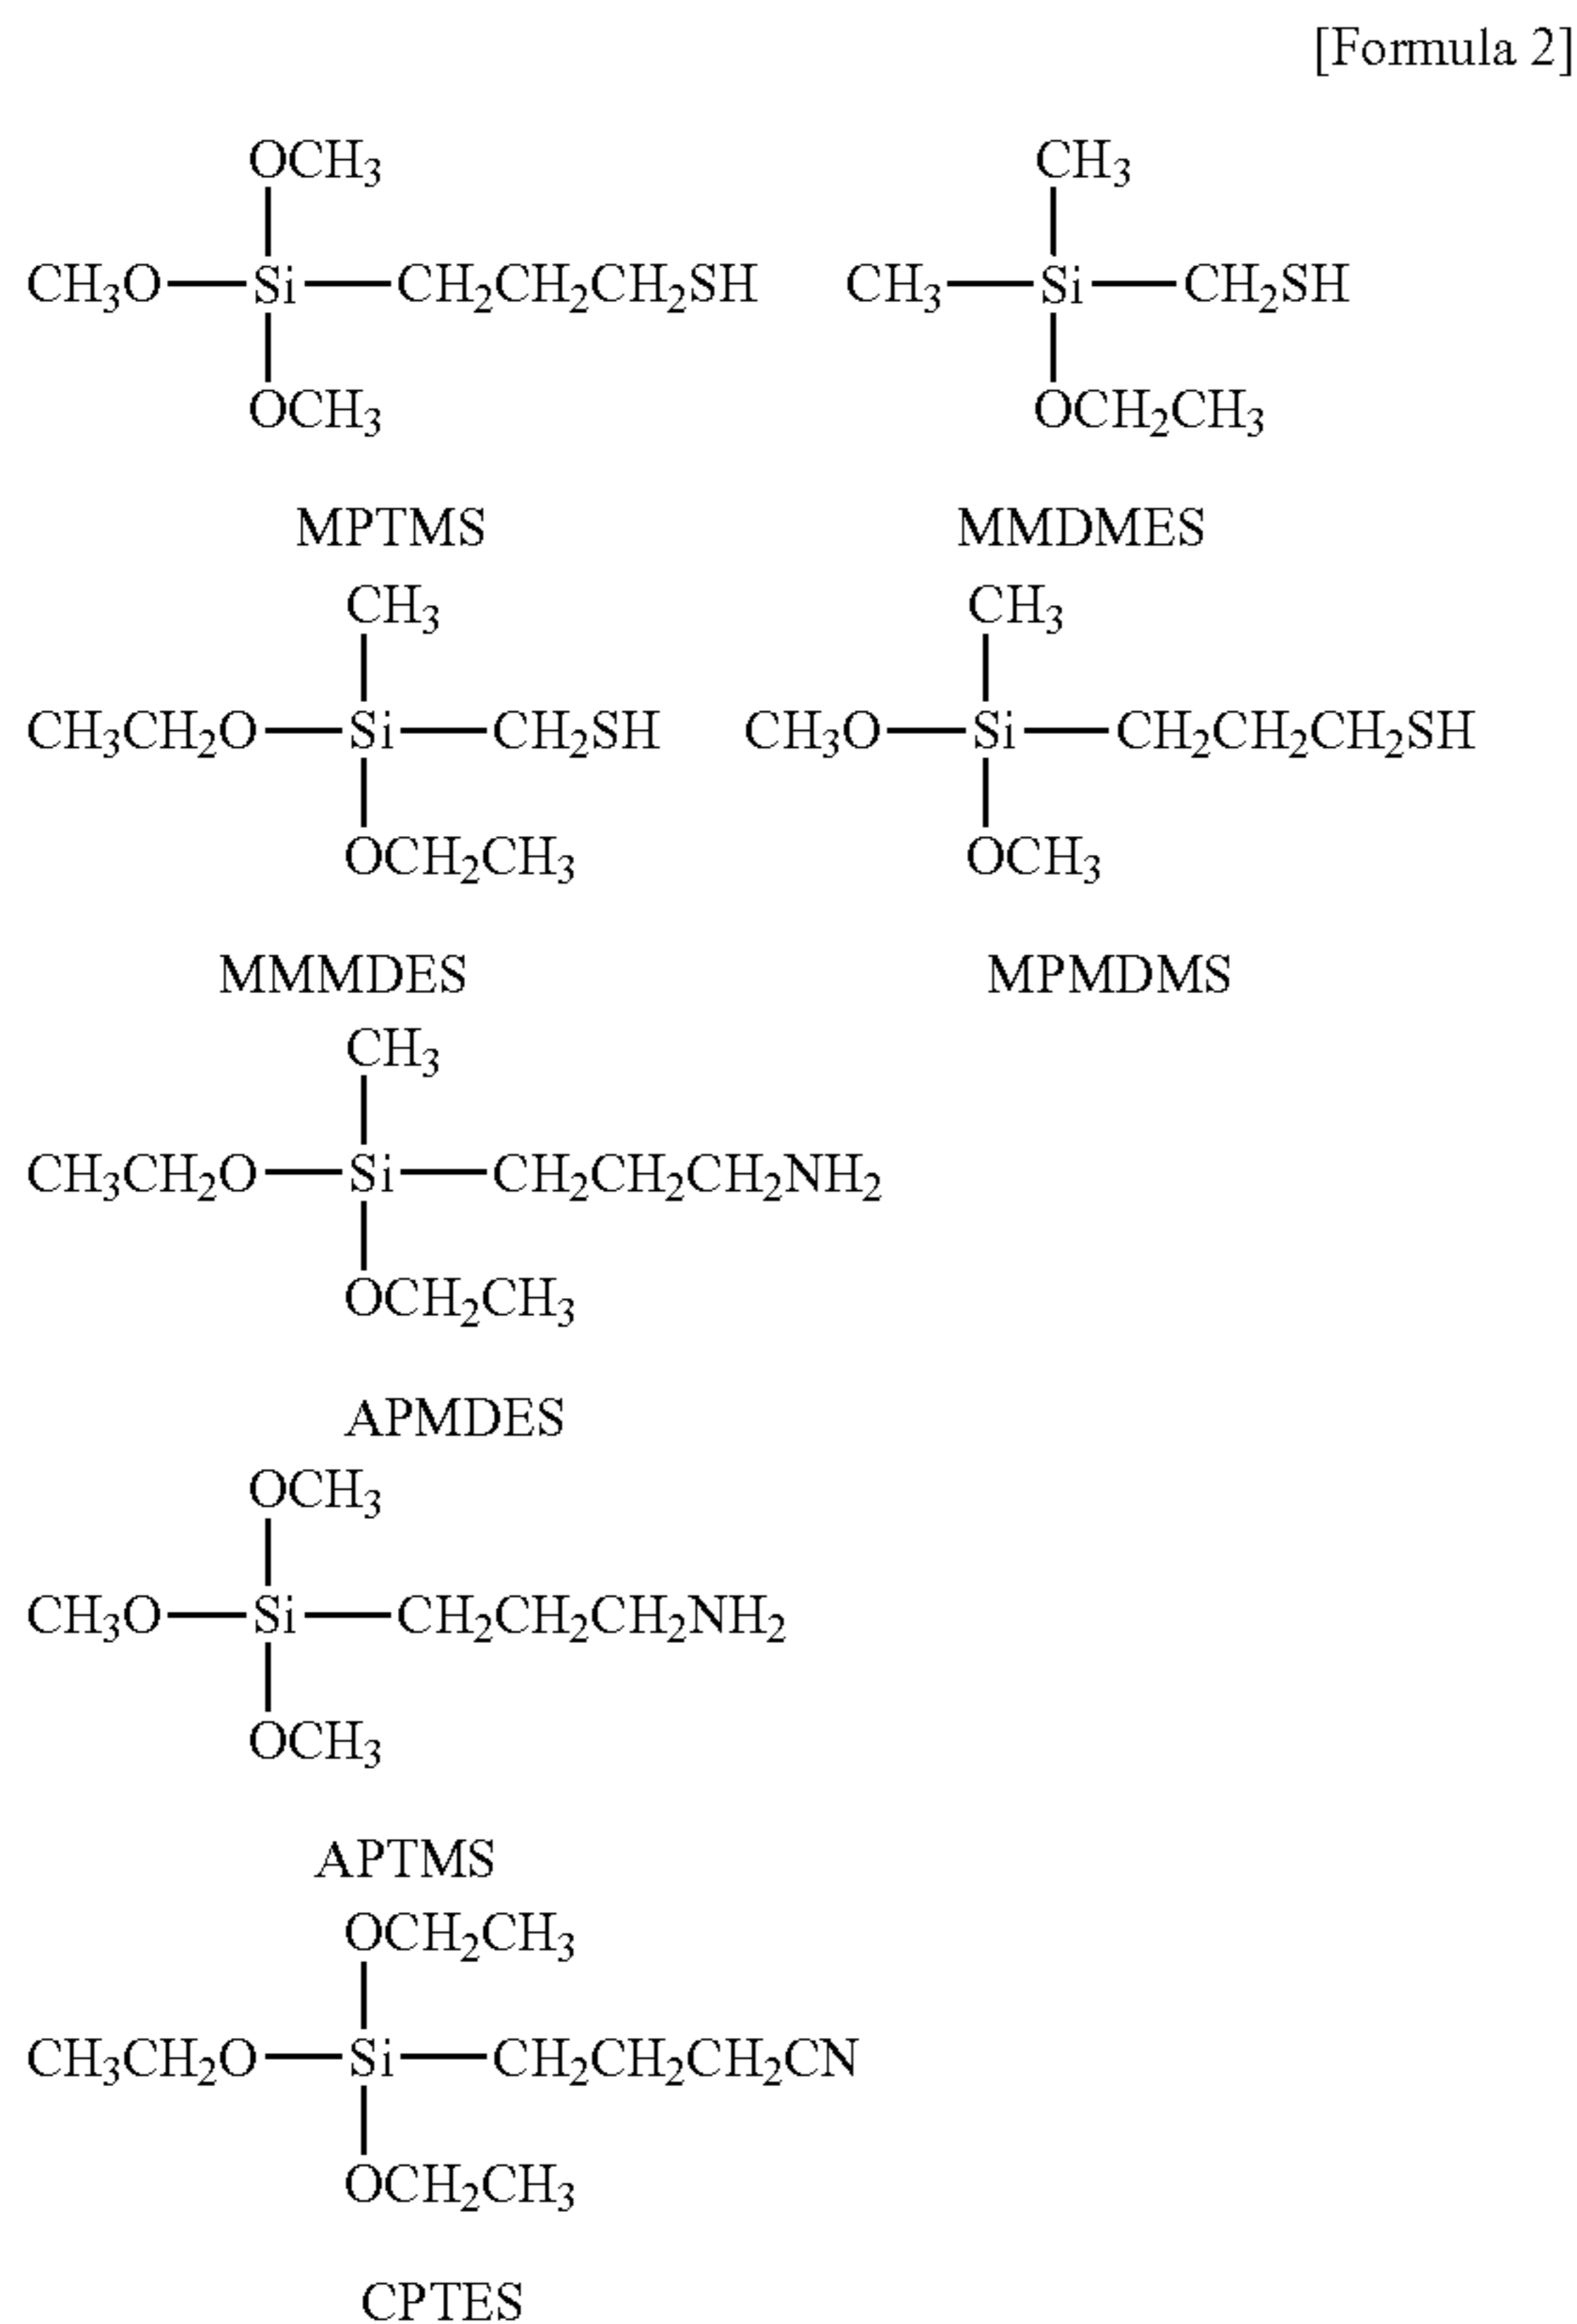 [Formula 2]
OCH3 CH3
CH3O Si CH2CH2CH2SH CH3 Si CH2SH
OCH3 OCH2CH3
MPTMS MMDMES
CH3 CH3
CH3CH2O Si CH2SH CH3O Si CH2CH2CH2SH
OCH2CH3 OCH3
MMMDES MPMDMS
CH3
CH3CH2O Si CH2CH2CH2NH2
OCH2CH3
APMDES
OCH3
CH3O Si CH2CH2CH2NH2
OCH3
APTMS
OCH2CH3
CH3CH2O Si CH2CH2CH2CN
OCH2CH3
CPTES